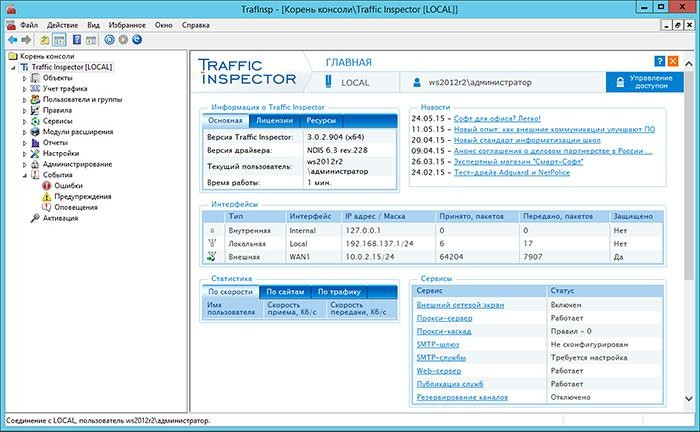 TrafInsp - [Корень консоли\Traffic Inspector [LOCAL]]
Файл Действие Вид Избранное Окно Справка
Корень консоли
Traffic Inspector [LOCAL]
Объекты
Учет трафика
Пользователи и группы
Правила
Сервисы
Модули расширения
Отчеты
Настройки
Администрирование
События
Ошибки
Предупреждения
Оповещения
Активация
TRAFFIC INSPECTOR
ГЛАВНАЯ
LOCAL
ws2012r2\администратор
Управление доступом
Информация о Traffic Inspector
Основная Лицензии Ресурсы
Версия Traffic Inspector: 3.0.2.904 (x64)
Версия драйвера: NDIS 6.3 rev.228
Текущий пользователь: ws2012r2\администратор
Время работы: 1 мин.
Новости
24.05.15 – Софт для офиса? Легко!
11.05.15 – Новый опыт: как внешние коммуникации улучшают ПО
20.04.15 – Новый стандарт информатизации школ
09.04.15 – Анонс соглашения о деловом партнерстве в России ...
26.03.15 – Экспертный магазин "Смарт-Софт"
24.02.15 – Тест-драйв Adguard и NetPolice
Интерфейсы
Тип Интерфейс IP адрес / Маска Принято, пакетов Передано, пакетов Защищено
Внутренняя Internal 127.0.0.1 0 0 Нет
Локальная Local 192.168.137.1/24 6 17 Нет
Внешняя WAN1 10.0.2.15/24 64204 7907 Да
Статистика
По скорости По сайтам По трафику
Имя пользователя Скорость приема, Кб/с Скорость передачи, Кб/с
Сервисы
Сервис Статус
Внешний сетевой экран Включен
Прокси-сервер Работает
Прокси-каскад Правил - 0
SMTP-шлюз Не сконфигурирован
SMTP-службы Требуется настройка
Web-сервер Работает
Публикация служб Работает
Резервирование каналов Отключено
Соединение с LOCAL, пользователь ws2012r2\администратор.